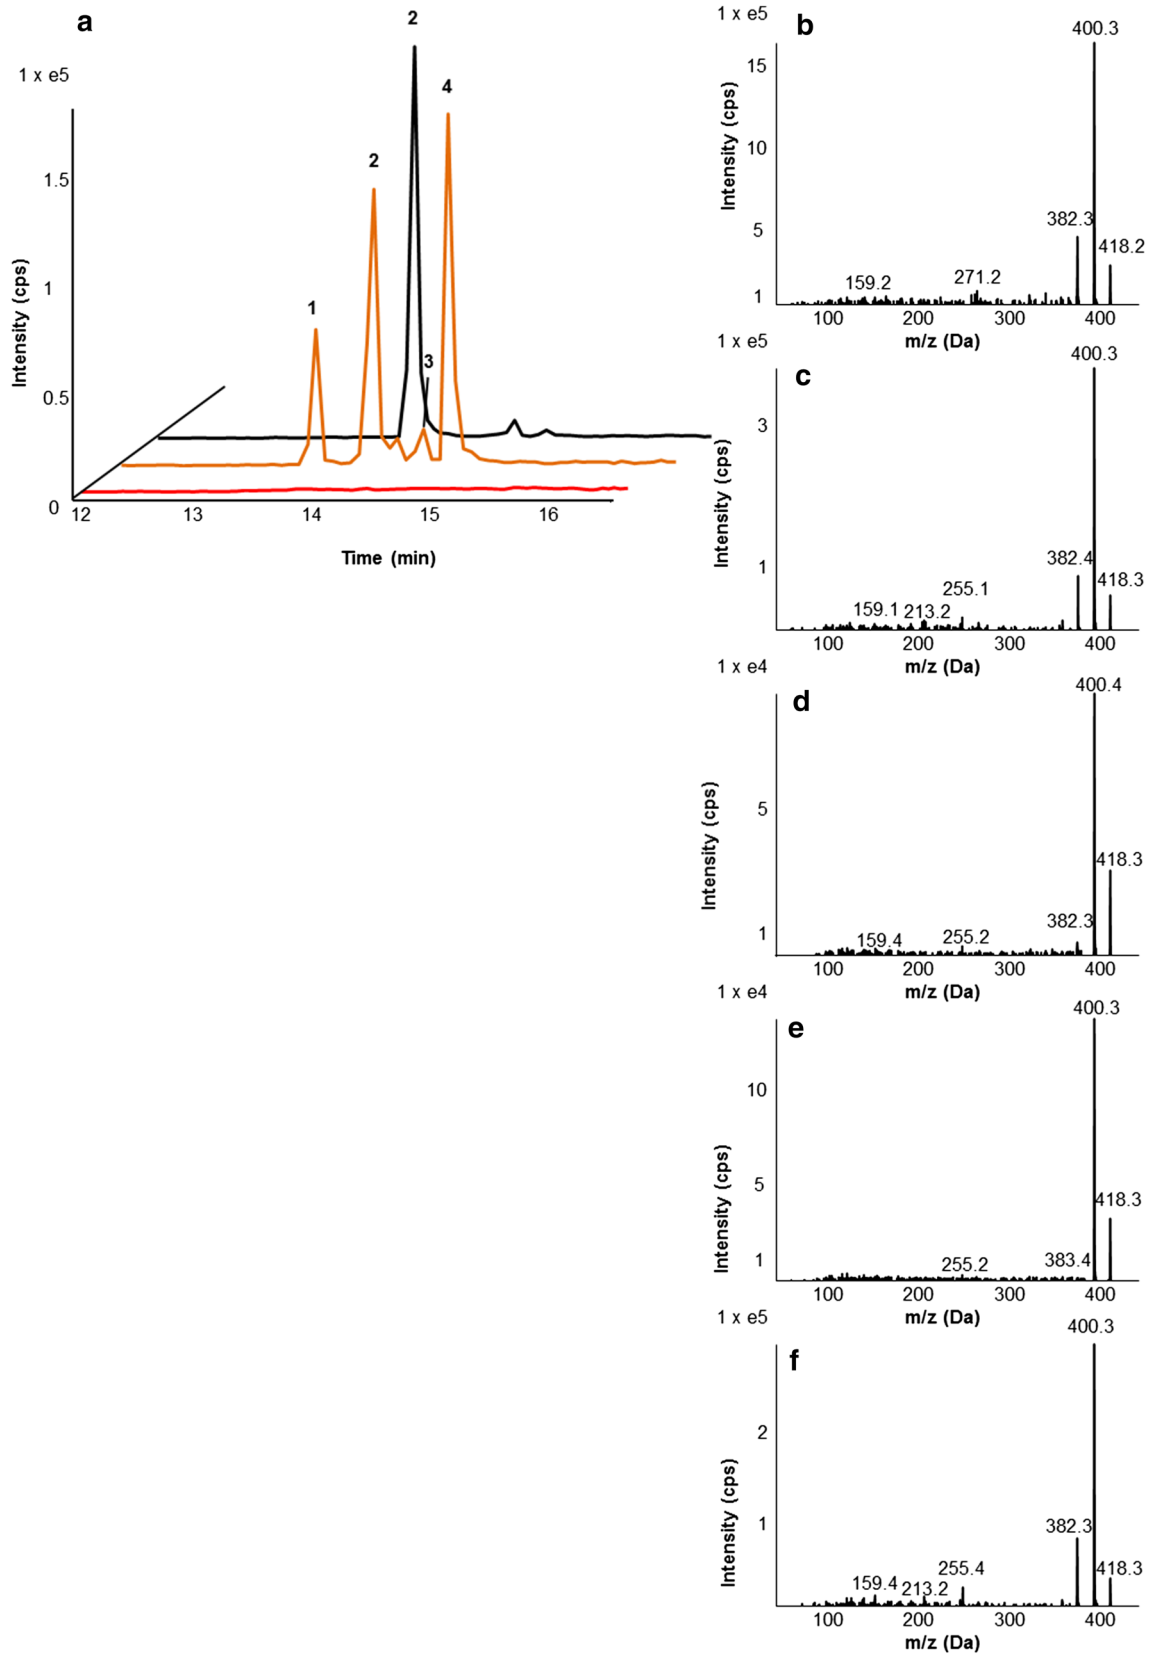 a
1 x e5
2
4
2
1.5
Intensity (cps)
1
1
3
0.5
0
12 13 14 15 16
Time (min)
1 x e5
b
400.3
15
Intensity (cps)
10
5
382.3
418.2
159.2
271.2
1
100 200 300 400
m/z (Da)
1 x e5
c
400.3
3
Intensity (cps)
1
382.4
418.3
255.1
159.1 213.2
100 200 300 400
m/z (Da)
1 x e4
d
400.4
5
Intensity (cps)
418.3
1
382.3
159.4
255.2
100 200 300 400
m/z (Da)
1 x e4
e
400.3
10
Intensity (cps)
5
418.3
1
255.2
383.4
100 200 300 400
m/z (Da)
1 x e5
f
400.3
2
Intensity (cps)
1
382.3
418.3
255.4
159.4 213.2
100 200 300 400
m/z (Da)